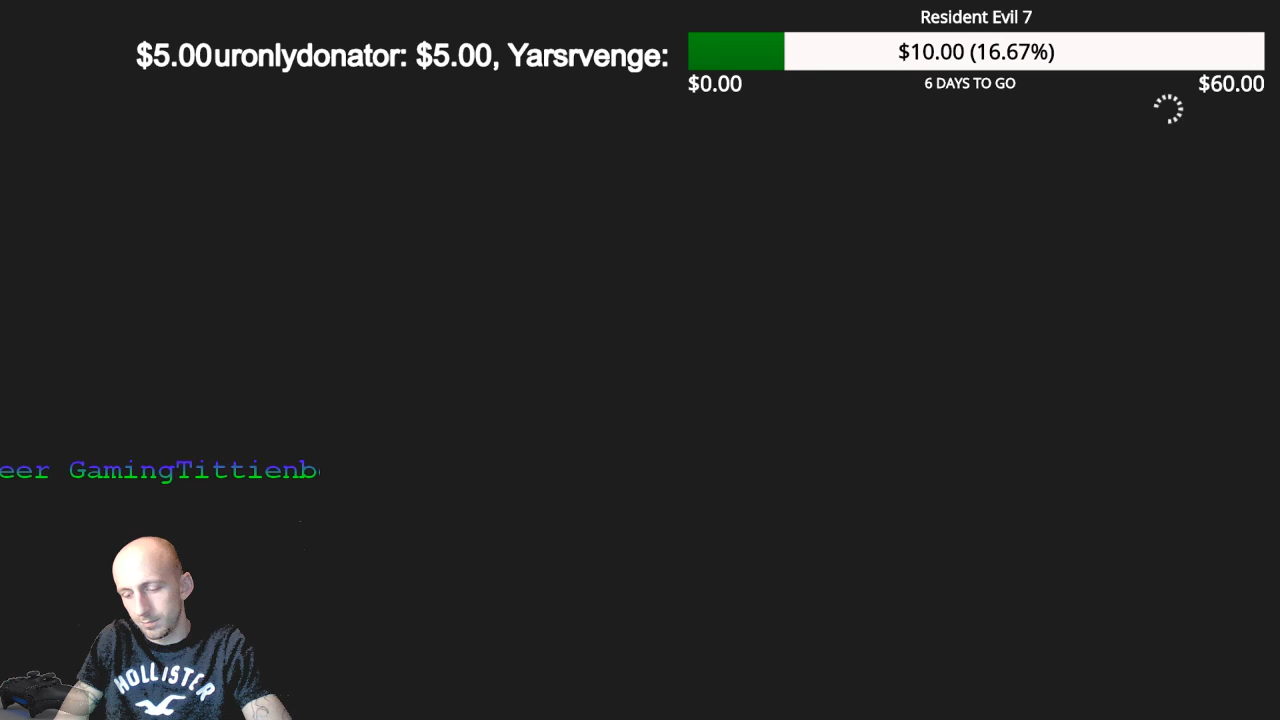 Resident Evil 7
$5.00uronlydonator: $5.00, Yarsrvenge:
$10.00 (16.67%)
$0.00
6 DAYS TO GO
$60.00
eer GamingTittienb
HOLLISTER